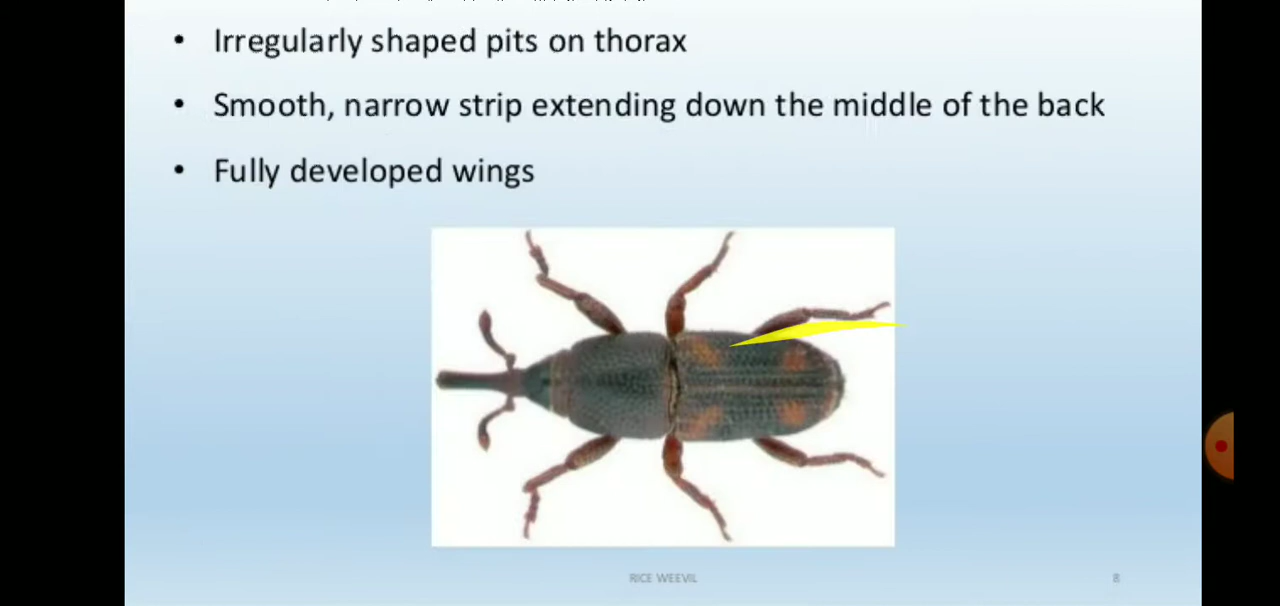 • Irregularly shaped pits on thorax
• Smooth, narrow strip extending down the middle of the back
• Fully developed wings
RICE WEEVIL
8